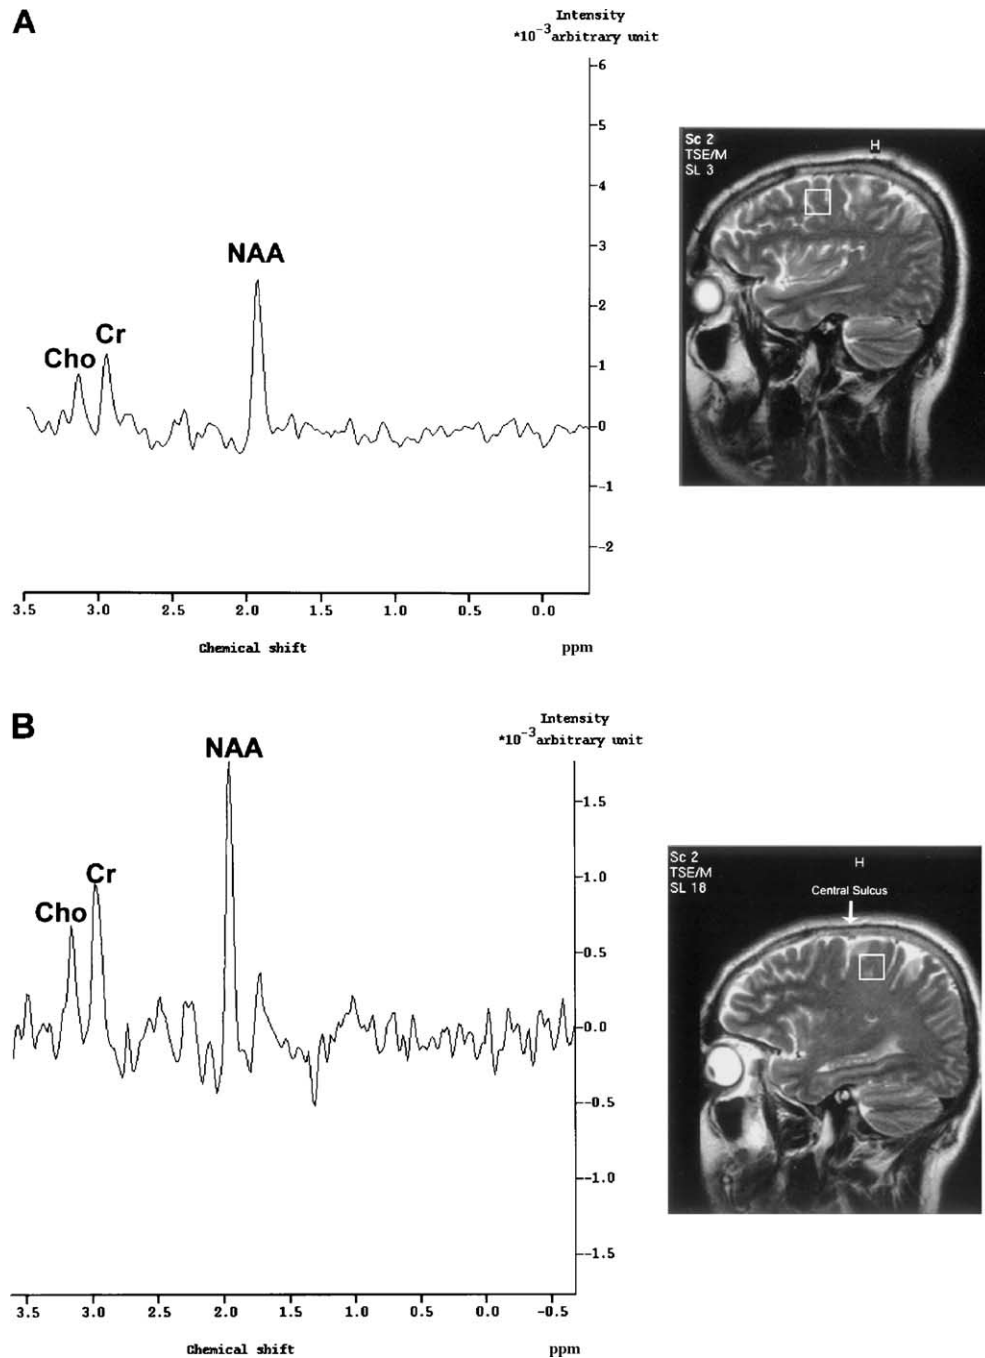 A
Intensity
*10-3 arbitrary unit
6
5
4
3
2
1
0
-1
-2
NAA
Cr
Cho
3.5 3.0 2.5 2.0 1.5 1.0 0.5 0.0
Chemical shift ppm
Sc 2
TSE/M
SL 3
H
B
Intensity
*10-3 arbitrary unit
1.5
1.0
0.5
0.0
-0.5
-1.0
-1.5
NAA
Cr
Cho
3.5 3.0 2.5 2.0 1.5 1.0 0.5 0.0 -0.5
Chemical shift ppm
Sc 2
TSE/M
SL 18
H
Central Sulcus